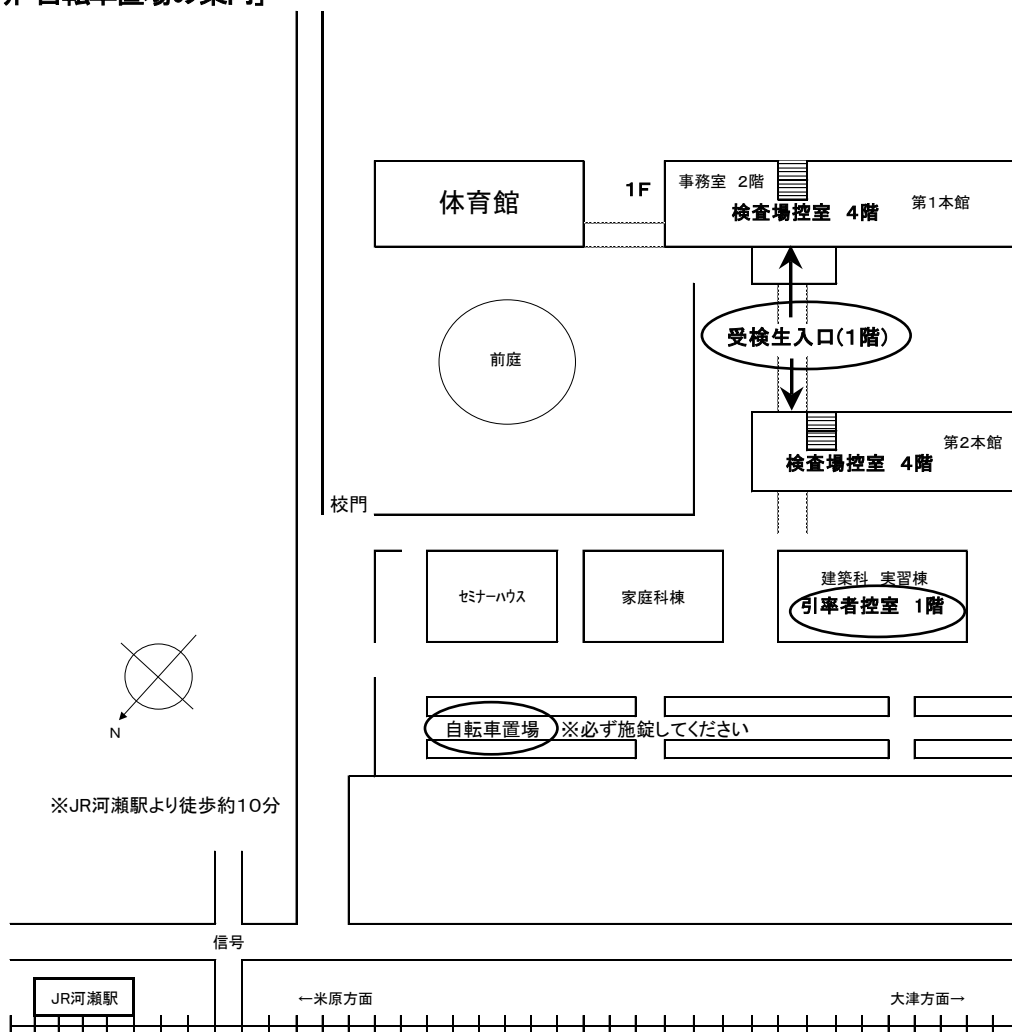 自転車置場の案内」
体育館
1F
事務室 2階
検査場控室 4階
第1本館
受検生入口(1階)
前庭
第2本館
検査場控室 4階
校門
セミナーハウス
家庭科棟
建築科 実習棟
引率者控室 1階
N
自転車置場 ※必ず施錠してください
※JR河瀬駅より徒歩約10分
信号
JR河瀬駅
←米原方面
大津方面→